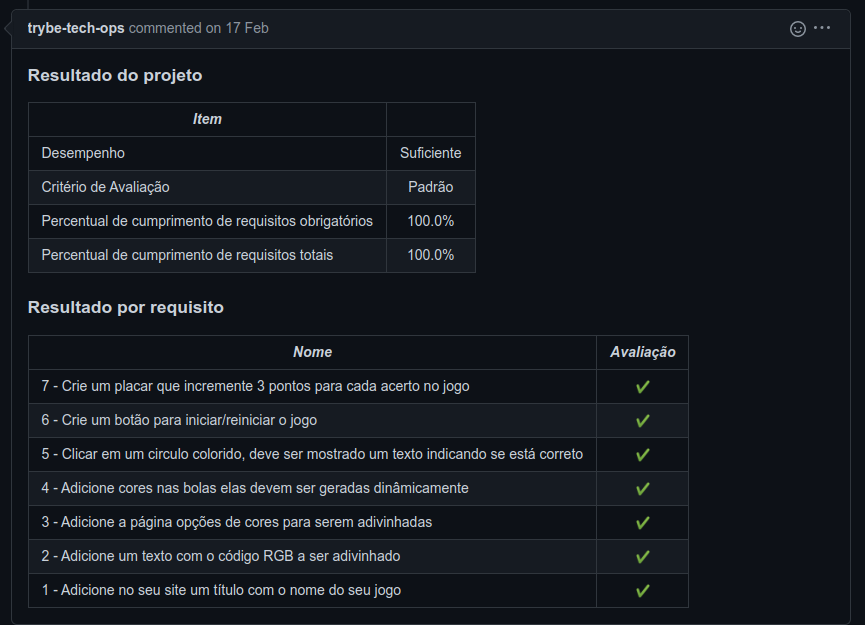 trybe-tech-ops commented on 17 Feb
Resultado do projeto
Item
Desempenho Suficiente
Critério de Avaliação Padrão
Percentual de cumprimento de requisitos obrigatórios 100.0%
Percentual de cumprimento de requisitos totais 100.0%
Resultado por requisito
Nome Avaliação
7 - Crie um placar que incremente 3 pontos para cada acerto no jogo ✔
6 - Crie um botão para iniciar/reiniciar o jogo ✔
5 - Clicar em um circulo colorido, deve ser mostrado um texto indicando se está correto ✔
4 - Adicione cores nas bolas elas devem ser geradas dinâmicamente ✔
3 - Adicione a página opções de cores para serem adivinhadas ✔
2 - Adicione um texto com o código RGB a ser adivinhado ✔
1 - Adicione no seu site um título com o nome do seu jogo ✔